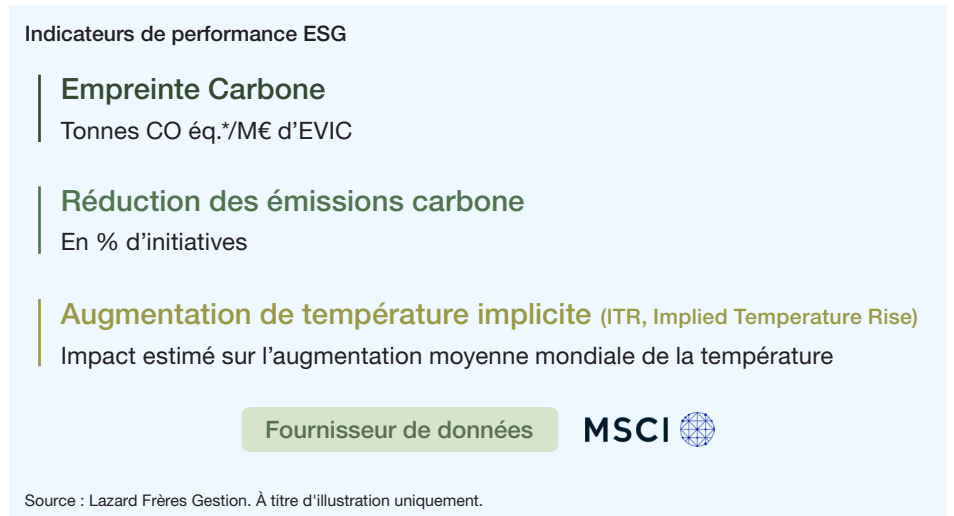 Indicateurs de performance ESG
Empreinte Carbone
Tonnes CO éq.*/M€ d’EVIC
Réduction des émissions carbone
En % d’initiatives
Augmentation de température implicite (ITR, Implied Temperature Rise)
Impact estimé sur l’augmentation moyenne mondiale de la température
Fournisseur de données MSCI
Source : Lazard Frères Gestion. À titre d'illustration uniquement.